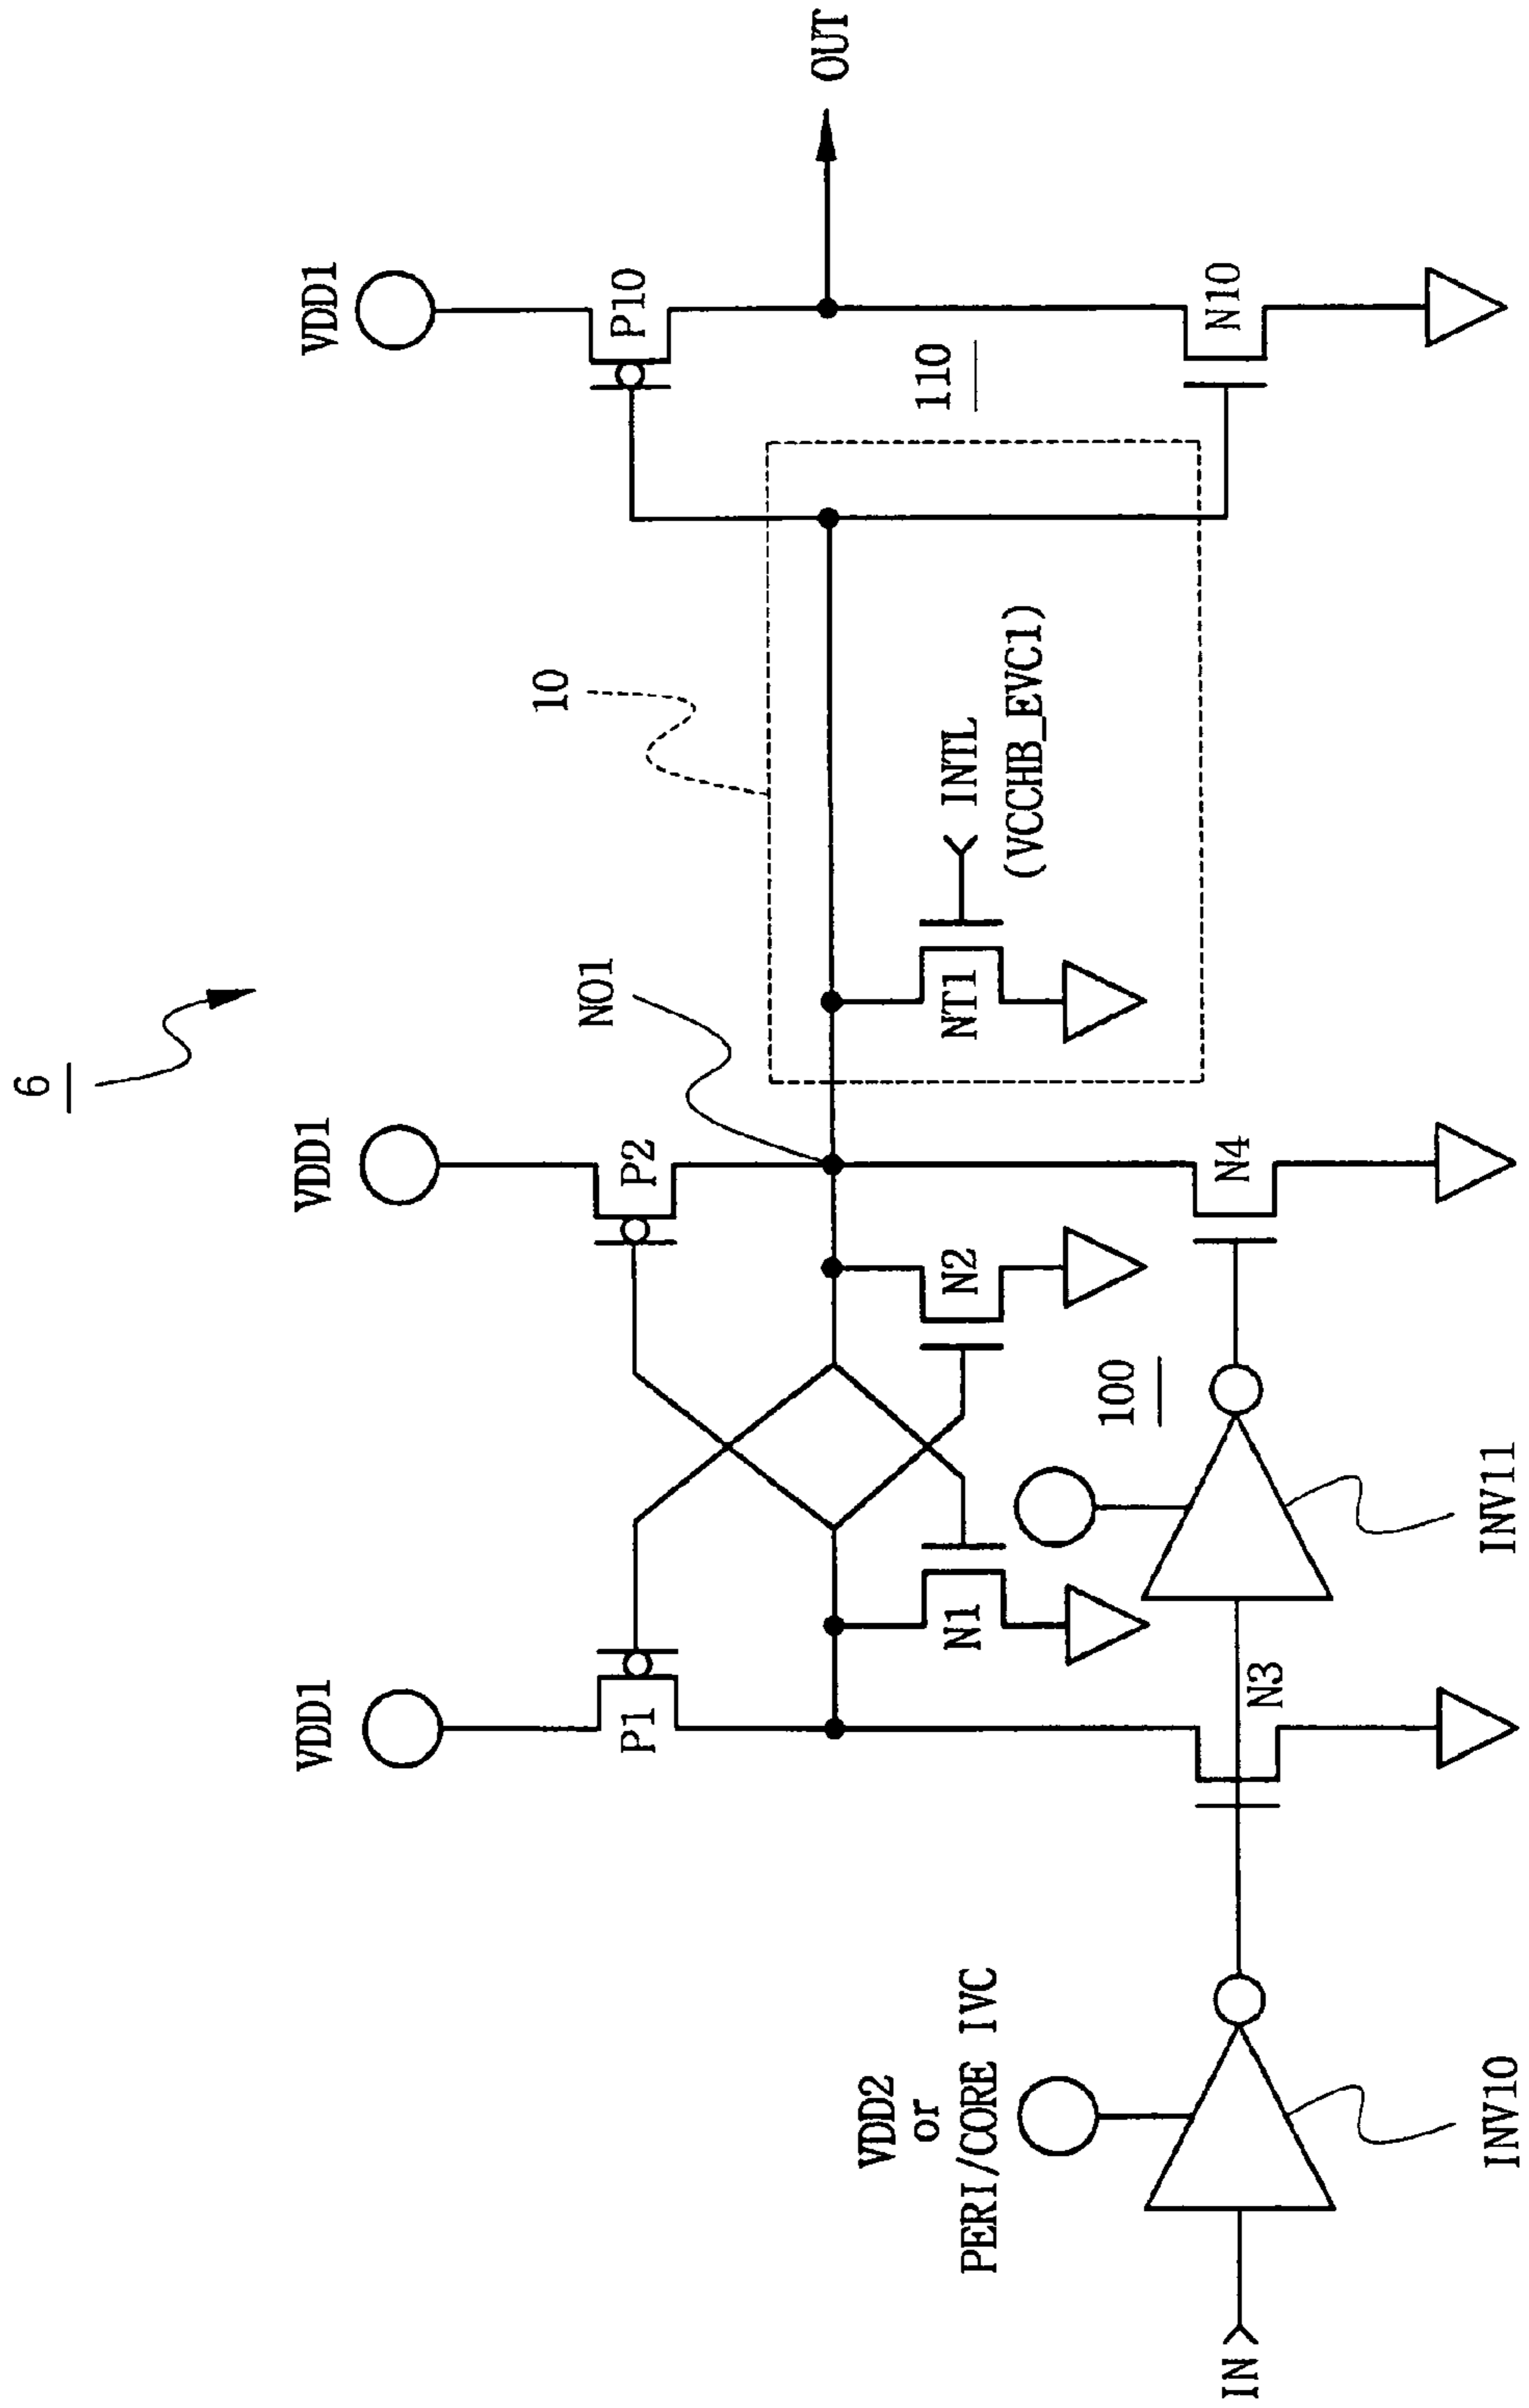 6
VDD1
VDD1
VDD1
P1
P2
P10
NO1
10
OUT
N1
N2
NT1
INTL
(VCCHB_EVC1)
110
VDD2
or
PERI/CORE IVC
100
N3
N4
N10
IN
INV10
INV11